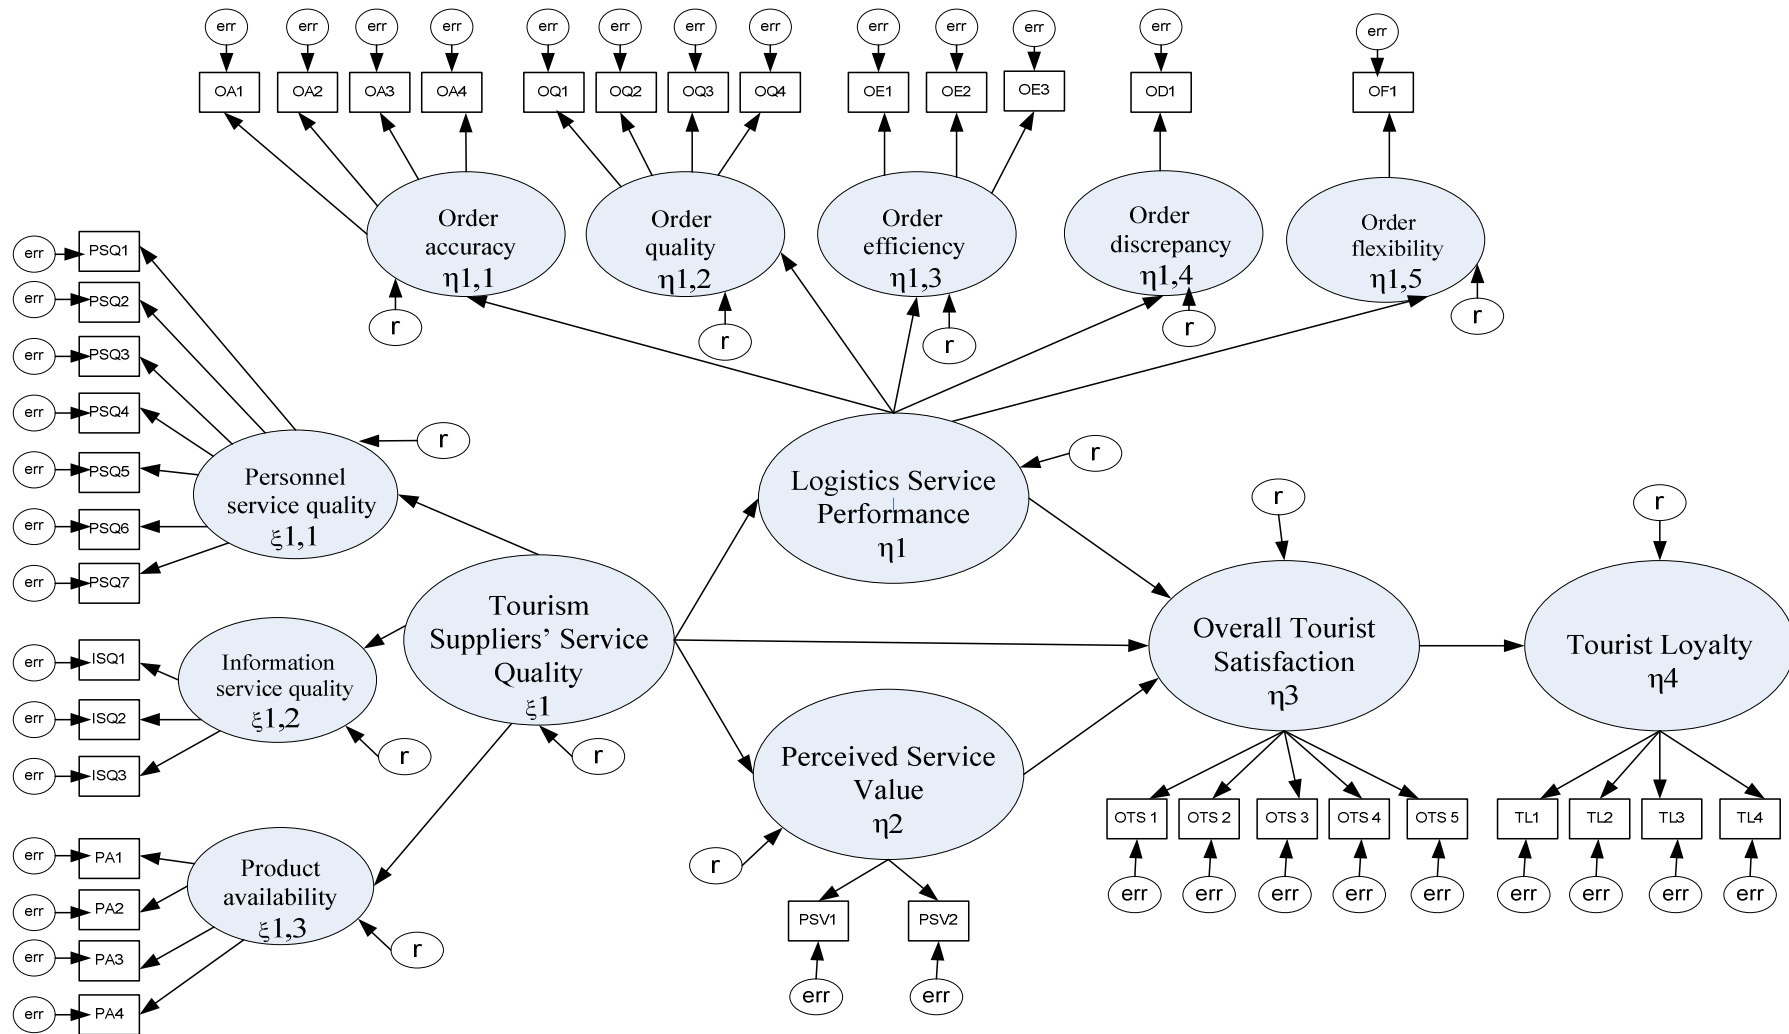 err err err err err err err err err err err err err
OA1 OA2 OA3 OA4 OQ1 OQ2 OQ3 OQ4 OE1 OE2 OE3 OD1 OF1
Order
accuracy
η1,1
Order
quality
η1,2
Order
efficiency
η1,3
Order
discrepancy
η1,4
Order
flexibility
η1,5
r r r r r
err PSQ1
err PSQ2
err PSQ3
err PSQ4
err PSQ5
err PSQ6
err PSQ7
Personnel
service quality
ξ1,1
r
err ISQ1
err ISQ2
err ISQ3
Information
service quality
ξ1,2
r
err PA1
err PA2
err PA3
err PA4
Product
availability
ξ1,3
r
Tourism
Suppliers’ Service
Quality
ξ1
r
Logistics Service
Performance
η1
r
Perceived Service
Value
η2
r
PSV1 PSV2
err err
Overall Tourist
Satisfaction
η3
r
OTS 1 OTS 2 OTS 3 OTS 4 OTS 5
err err err err err
Tourist Loyalty
η4
r
TL1 TL2 TL3 TL4
err err err err